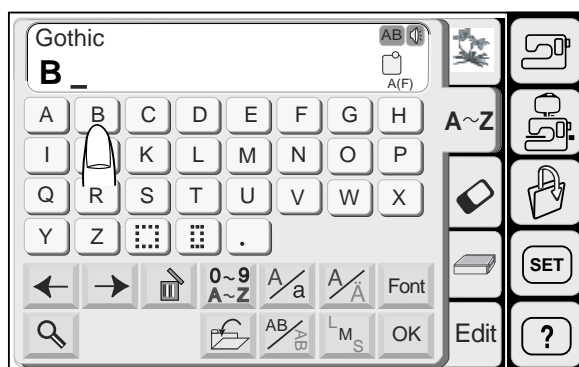 Gothic AB
B _ A(F)
A B C D E F G H A~Z
I K L M N O P
Q R S T U V W X
Y Z . SET
0~9 A~Z A/a A/Ä Font
AB/AB L M S OK Edit ?